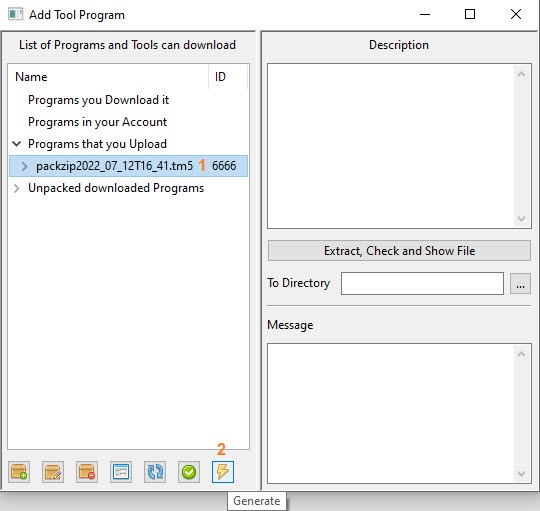 Add Tool Program
List of Programs and Tools can download
Name ID
Programs you Download it
Programs in your Account
Programs that you Upload
packzip2022_07_12T16_41.tm5 1 6666
Unpacked downloaded Programs
2
Generate
Description
Extract, Check and Show File
To Directory ...
Message